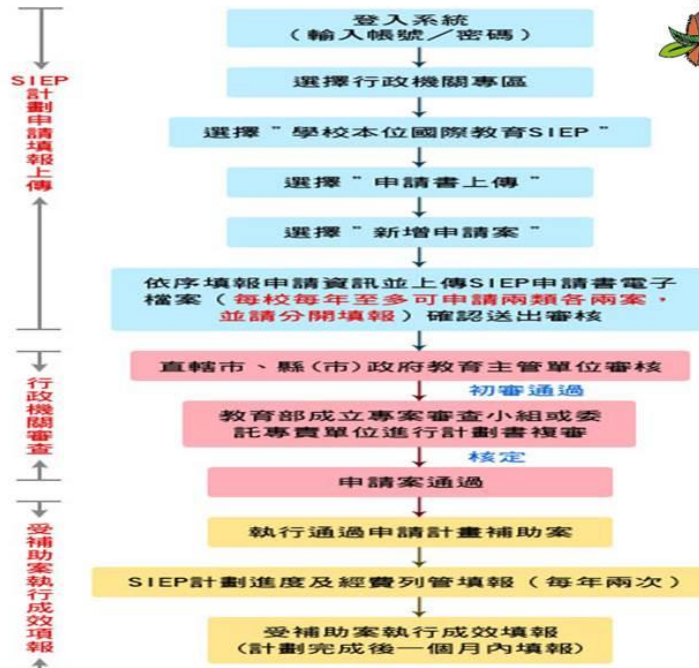 登入系統
(輸入帳號／密碼)
選擇行政機關專區
選擇"學校本位國際教育SIEP"
選擇"申請書上傳"
選擇"新增申請案"
依序填報申請資訊並上傳SIEP申請書電子
檔案(每校每年至多可申請兩類各兩案，
並請分開填報)確認送出審核
SIEP計劃申請填報上傳
直轄市、縣(市)政府教育主管單位審核
初審通過
教育部成立專案審查小組或委
託專責單位進行計劃書複審
核定
申請案通過
行政機關審查
執行通過申請計畫補助案
SIEP計劃進度及經費列管填報(每年兩次)
受補助案執行成效填報
(計劃完成後一個月內填報)
受補助案執行成效項報